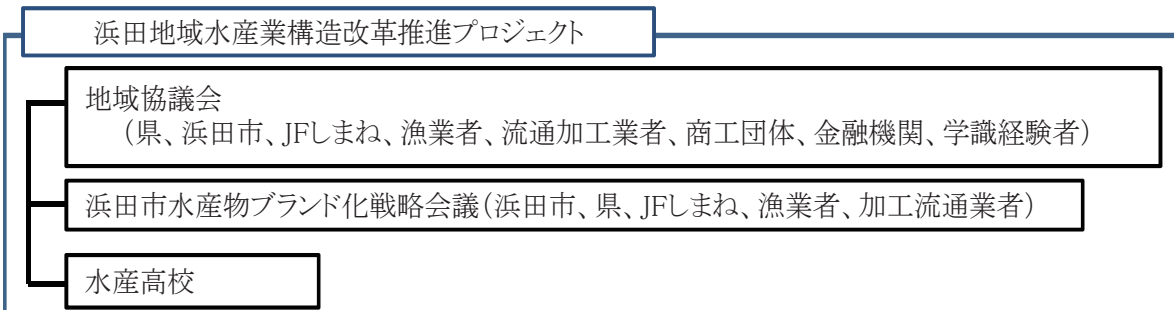 浜田地域水産業構造改革推進プロジェクト
地域協議会
（県、浜田市、JFしまね、漁業者、流通加工業者、商工団体、金融機関、学識経験者）
浜田市水産物ブランド化戦略会議（浜田市、県、JFしまね、漁業者、加工流通業者）
水産高校